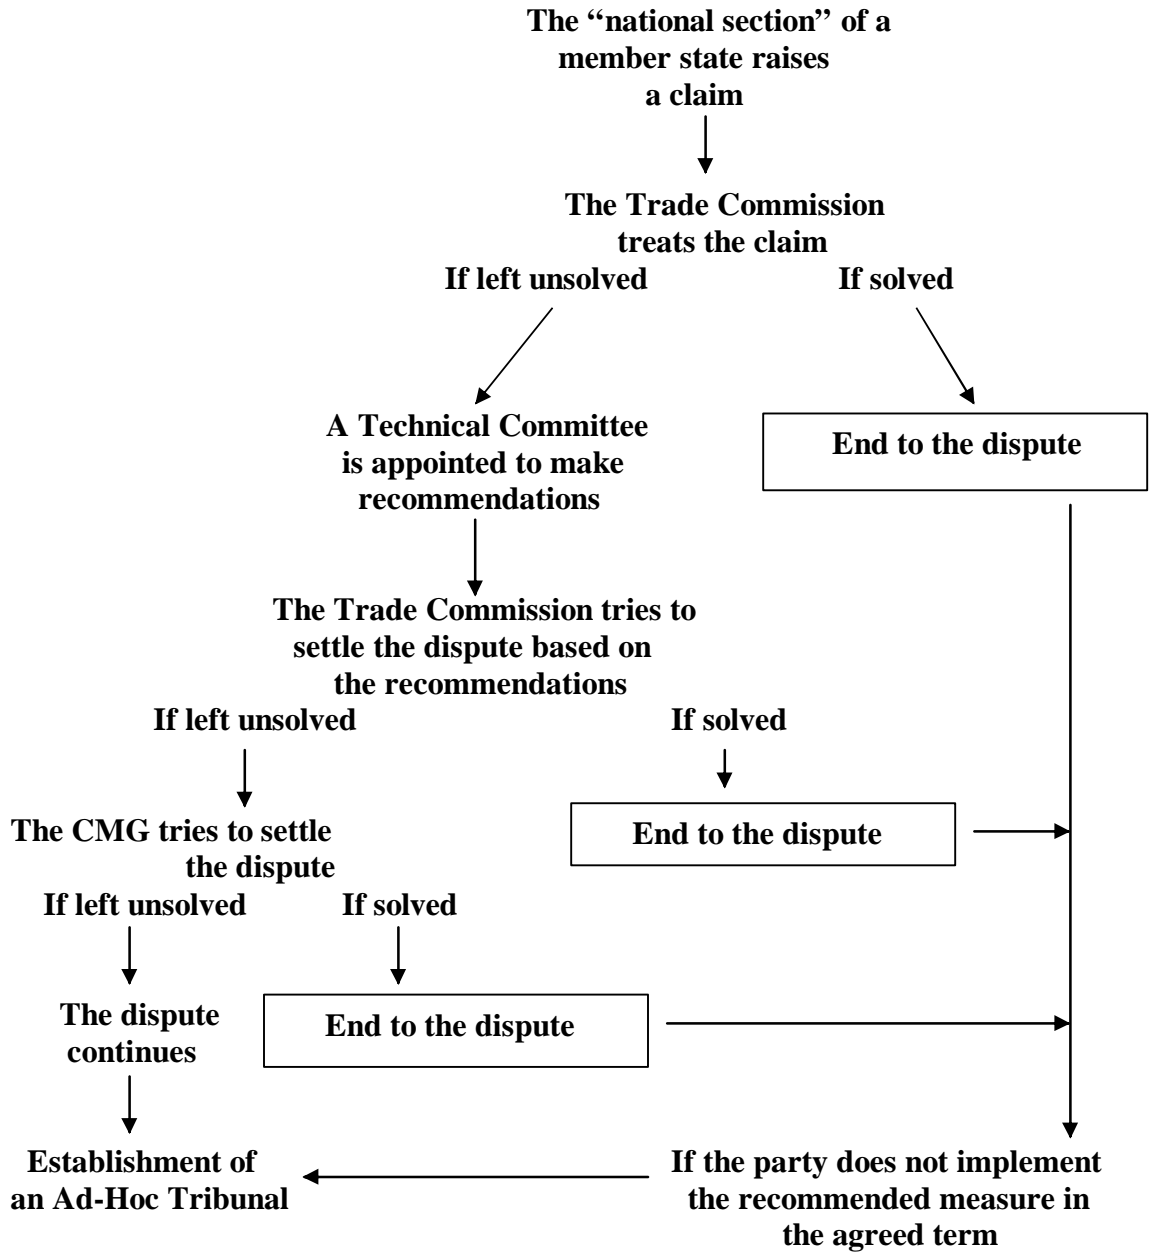 The “national section” of a
member state raises
a claim
The Trade Commission
treats the claim
If left unsolved
If solved
A Technical Committee
is appointed to make
recommendations
End to the dispute
The Trade Commission tries to
settle the dispute based on
the recommendations
If left unsolved
If solved
The CMG tries to settle
the dispute
End to the dispute
If left unsolved
If solved
The dispute
continues
End to the dispute
Establishment of
an Ad-Hoc Tribunal
If the party does not implement
the recommended measure in
the agreed term